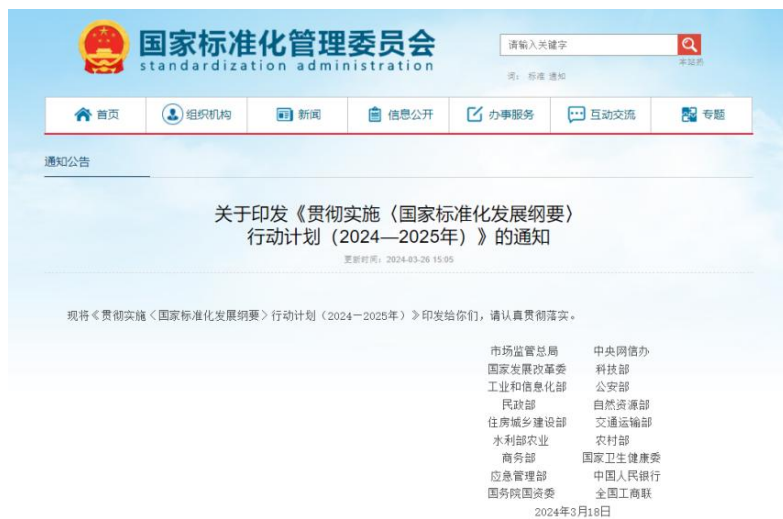 国家标准化管理委员会
standardization administration
请输入关键字
本站热
词: 标准 通知
首页 组织机构 新闻 信息公开 办事服务 互动交流 专题
通知公告
关于印发《贯彻实施〈国家标准化发展纲要〉
行动计划(2024—2025年)》的通知
更新时间:2024-03-26 15:05
现将《贯彻实施〈国家标准化发展纲要〉行动计划(2024—2025年)》印发给你们,请认真贯彻落实。
市场监管总局 中央网信办
国家发展改革委 科技部
工业和信息化部 公安部
民政部 自然资源部
住房城乡建设部 交通运输部
水利部农业 农村部
商务部 国家卫生健康委
应急管理部 中国人民银行
国务院国资委 全国工商联
2024年3月18日